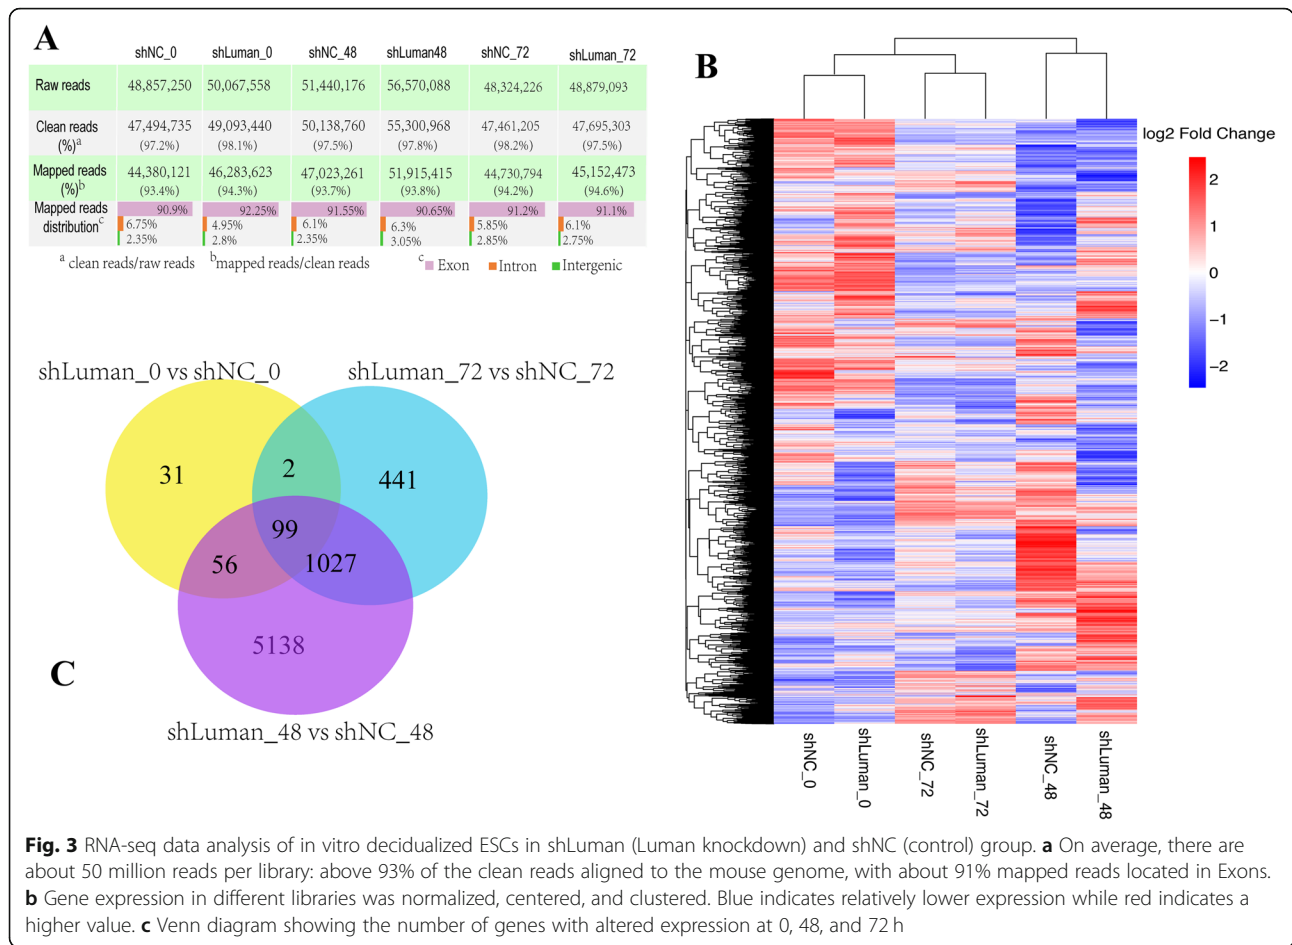 A
shNC_0 shLuman_0 shNC_48 shLuman48 shNC_72 shLuman_72
Raw reads 48,857,250 50,067,558 51,440,176 56,570,088 48,324,226 48,879,093
Clean reads 47,494,735 49,093,440 50,138,760 55,300,968 47,461,205 47,695,303
(%)a (97.2%) (98.1%) (97.5%) (97.8%) (98.2%) (97.5%)
Mapped reads 44,380,121 46,283,623 47,023,261 51,915,415 44,730,794 45,152,473
(%)b (93.4%) (94.3%) (93.7%) (93.8%) (94.2%) (94.6%)
Mapped reads 90.9% 92.25% 91.55% 90.65% 91.2% 91.1%
distributionc 6.75% 4.95% 6.1% 6.3% 5.85% 6.1%
2.35% 2.8% 2.35% 3.05% 2.85% 2.75%
a clean reads/raw reads bmapped reads/clean reads c Exon Intron Intergenic
B
log2 Fold Change
2
1
0
−1
−2
shNC_0
shLuman_0
shNC_72
shLuman_72
shNC_48
shLuman_48
shLuman_0 vs shNC_0 shLuman_72 vs shNC_72
31 2 441
99
56 1027
5138
C
shLuman_48 vs shNC_48
Fig. 3 RNA-seq data analysis of in vitro decidualized ESCs in shLuman (Luman knockdown) and shNC (control) group. a On average, there are
about 50 million reads per library: above 93% of the clean reads aligned to the mouse genome, with about 91% mapped reads located in Exons.
b Gene expression in different libraries was normalized, centered, and clustered. Blue indicates relatively lower expression while red indicates a
higher value. c Venn diagram showing the number of genes with altered expression at 0, 48, and 72 h